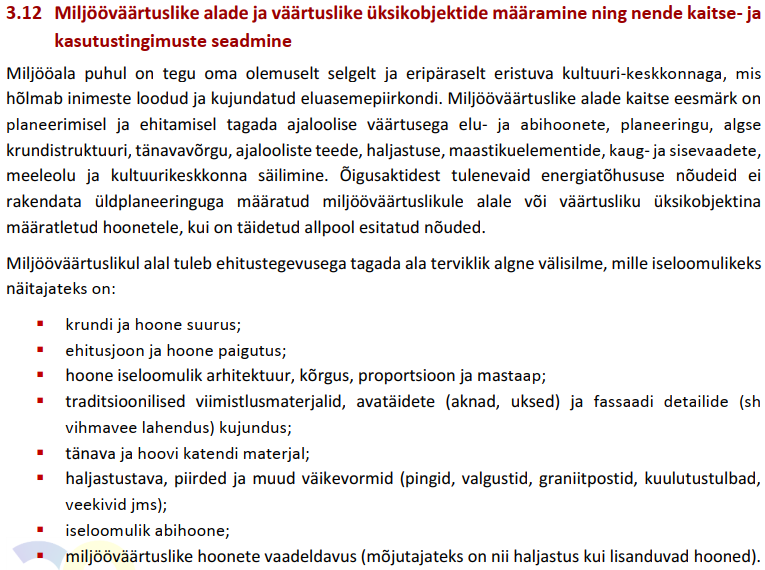 3.12 Miljööväärtuslike alade ja väärtuslike üksikobjektide määramine ning nende kaitse- ja
kasutustingimuste seadmine
Miljööala puhul on tegu oma olemuselt selgelt ja eripäraselt eristuva kultuuri-keskkonnaga, mis
hõlmab inimeste loodud ja kujundatud eluasemepiirkondi. Miljööväärtuslike alade kaitse eesmärk on
planeerimisel ja ehitamisel tagada ajaloolise väärtusega elu- ja abihoonete, planeeringu, algse
krundistruktuuri, tänavavõrgu, ajalooliste teede, haljastuse, maastikuelementide, kaug- ja sisevaadete,
meeleolu ja kultuurikeskkonna säilimine. Õigusaktidest tulenevaid energiatõhususe nõudeid ei
rakendata üldplaneeringuga määratud miljööväärtuslikule alale või väärtusliku üksikobjektina
määratletud hoonetele, kui on täidetud allpool esitatud nõuded.
Miljööväärtuslikul alal tuleb ehitustegevusega tagada ala terviklik algne välisilme, mille iseloomulikeks
näitajateks on:
▪ krundi ja hoone suurus;
▪ ehitusjoon ja hoone paigutus;
▪ hoone iseloomulik arhitektuur, kõrgus, proportsioon ja mastaap;
▪ traditsioonilised viimistlusmaterjalid, avatäidete (aknad, uksed) ja fassaadi detailide (sh
vihmavee lahendus) kujundus;
▪ tänava ja hoovi katendi materjal;
▪ haljastustava, piirded ja muud väikevormid (pingid, valgustid, graniitpostid, kuulutustulbad,
veekivid jms);
▪ iseloomulik abihoone;
▪ miljööväärtuslike hoonete vaadeldavus (mõjutajateks on nii haljastus kui lisanduvad hooned).